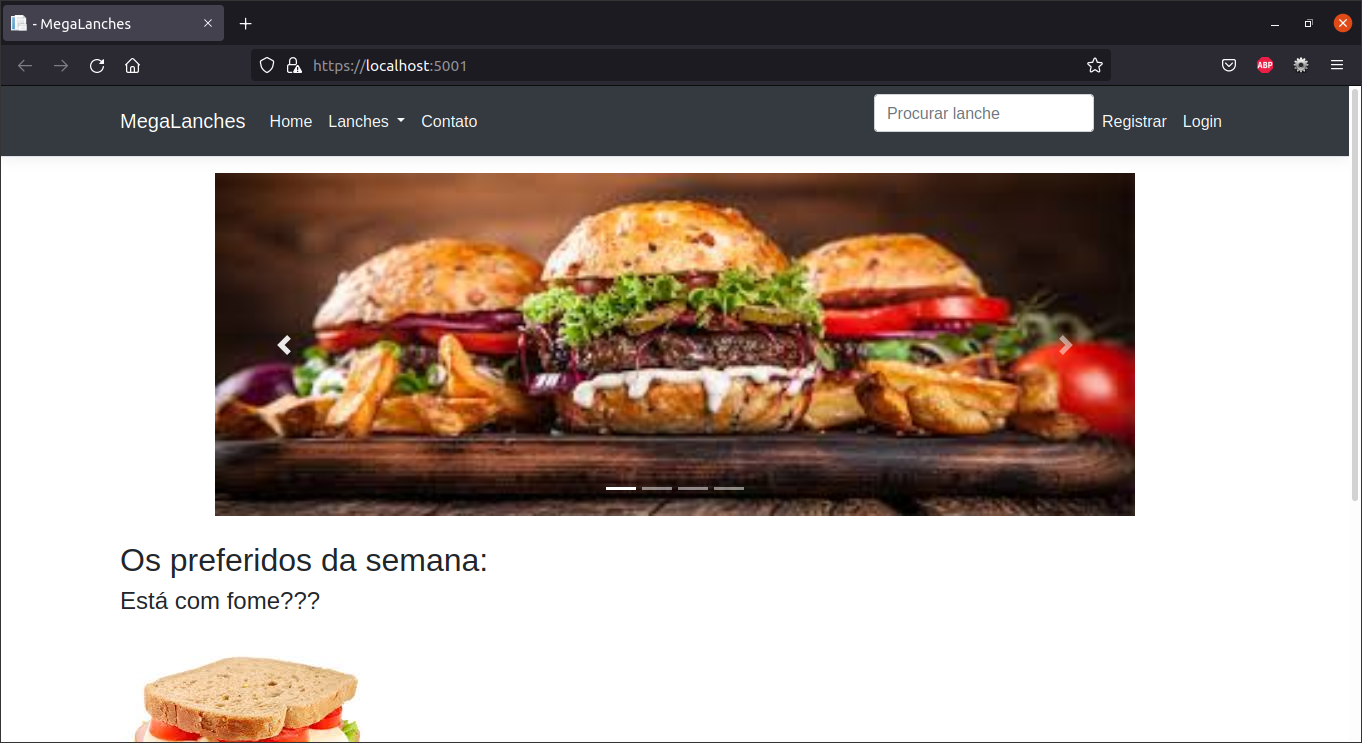 - MegaLanches
https://localhost:5001
ABP
MegaLanches Home Lanches Contato Procurar lanche Registrar Login
Os preferidos da semana:
Está com fome???